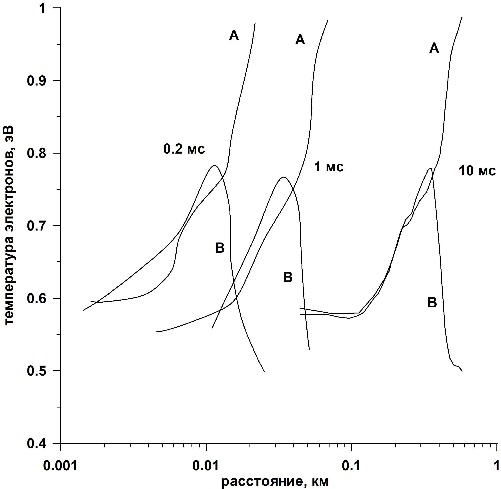 1
A
A
A
0.9
0.8
0.2 мс
1 мс
10 мс
0.7
B
B
B
0.6
0.5
0.4
температура электронов, эВ
0.001
0.01
0.1
1
расстояние, км